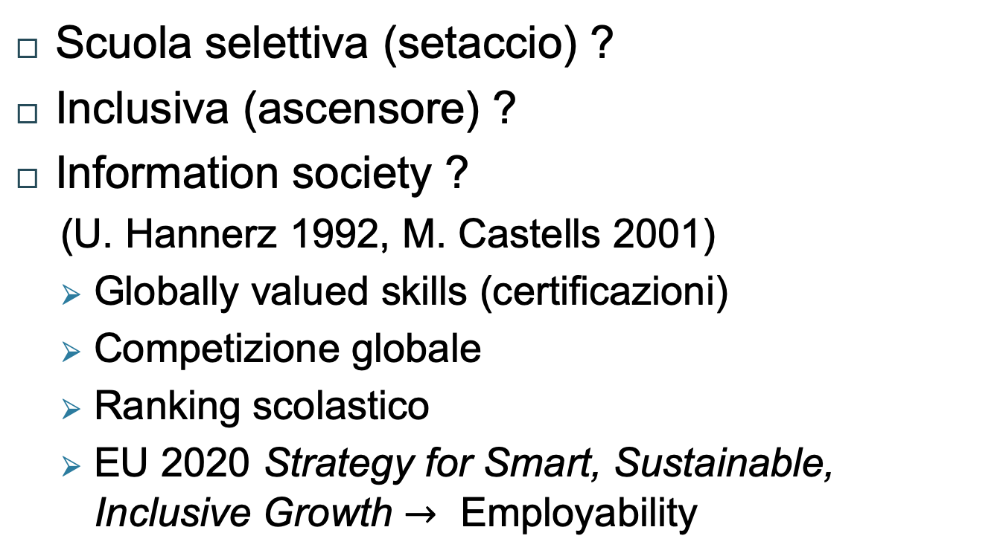 Scuola selettiva (setaccio) ?
Inclusiva (ascensore) ?
Information society ?
(U. Hannerz 1992, M. Castells 2001)
Globally valued skills (certificazioni)
Competizione globale
Ranking scolastico
EU 2020 Strategy for Smart, Sustainable,
Inclusive Growth → Employability